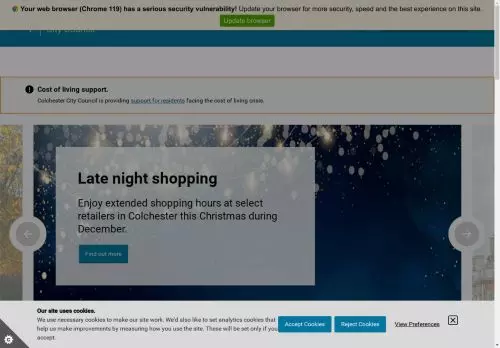 Your web browser (Chrome 119) has a serious security vulnerability! Update your browser for more security, speed and the best experience on this site.
Update browser
City Council
Cost of living support.
Colchester City Council is providing support for residents facing the cost of living crisis.
Late night shopping
Enjoy extended shopping hours at select
retailers in Colchester this Christmas during
December.
Find out more
Our site uses cookies.
We use necessary cookies to make our site work. We'd also like to set analytics cookies that
help us make improvements by measuring how you use the site. These will be set only if you
accept.
Accept Cookies
Reject Cookies
View Preferences